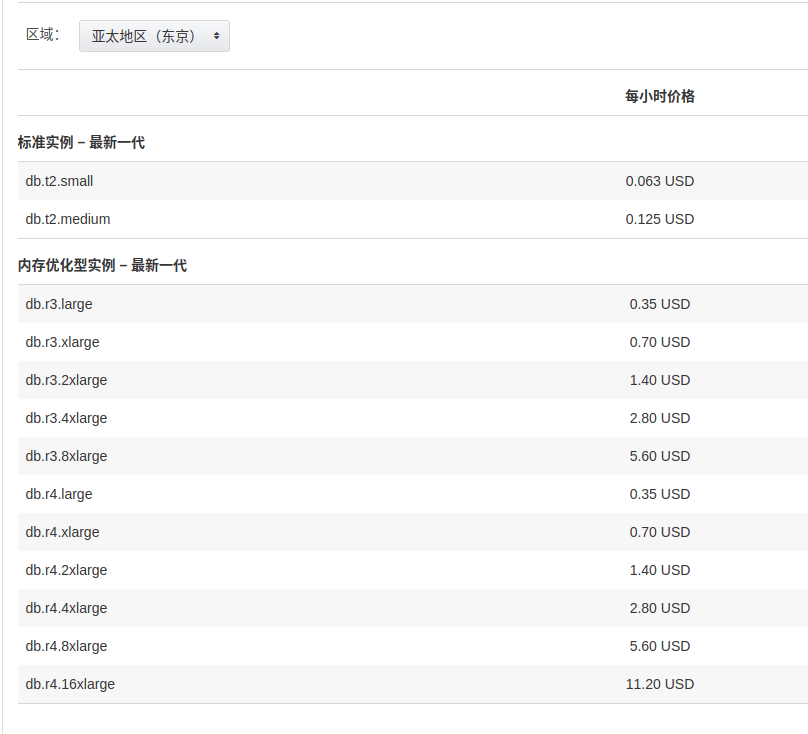 区域： 亚太地区（东京）
每小时价格
标准实例 – 最新一代
db.t2.small 0.063 USD
db.t2.medium 0.125 USD
内存优化型实例 – 最新一代
db.r3.large 0.35 USD
db.r3.xlarge 0.70 USD
db.r3.2xlarge 1.40 USD
db.r3.4xlarge 2.80 USD
db.r3.8xlarge 5.60 USD
db.r4.large 0.35 USD
db.r4.xlarge 0.70 USD
db.r4.2xlarge 1.40 USD
db.r4.4xlarge 2.80 USD
db.r4.8xlarge 5.60 USD
db.r4.16xlarge 11.20 USD